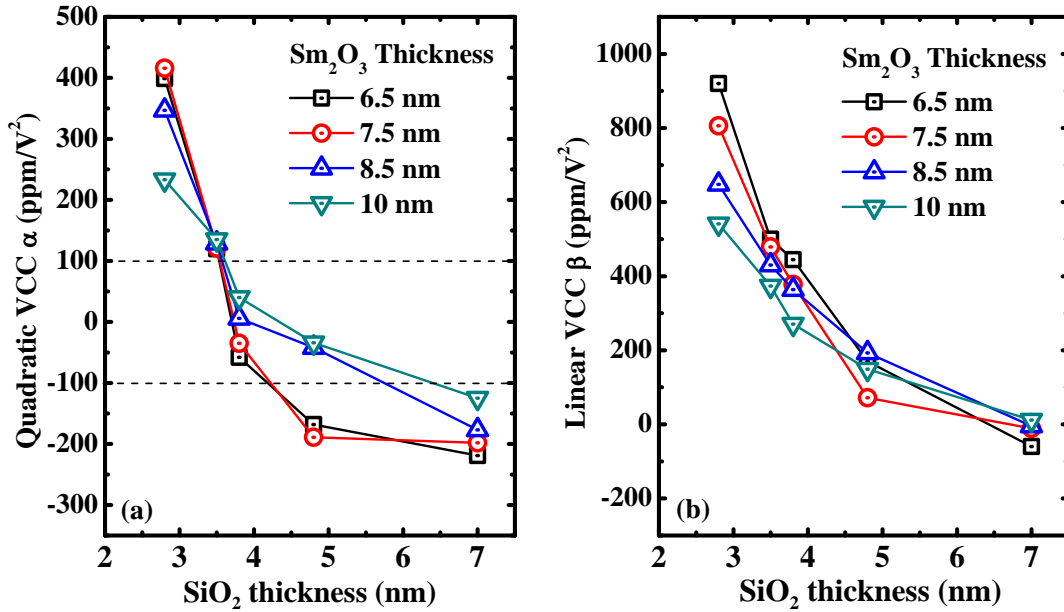 Quadratic VCC α (ppm/V²)
500
400
300
200
100
0
-100
-200
-300
Sm₂O₃ Thickness
6.5 nm
7.5 nm
8.5 nm
10 nm
(a)
2 3 4 5 6 7
SiO₂ thickness (nm)
Linear VCC β (ppm/V²)
1000
800
600
400
200
0
-200
Sm₂O₃ Thickness
6.5 nm
7.5 nm
8.5 nm
10 nm
(b)
2 3 4 5 6 7
SiO₂ thickness (nm)